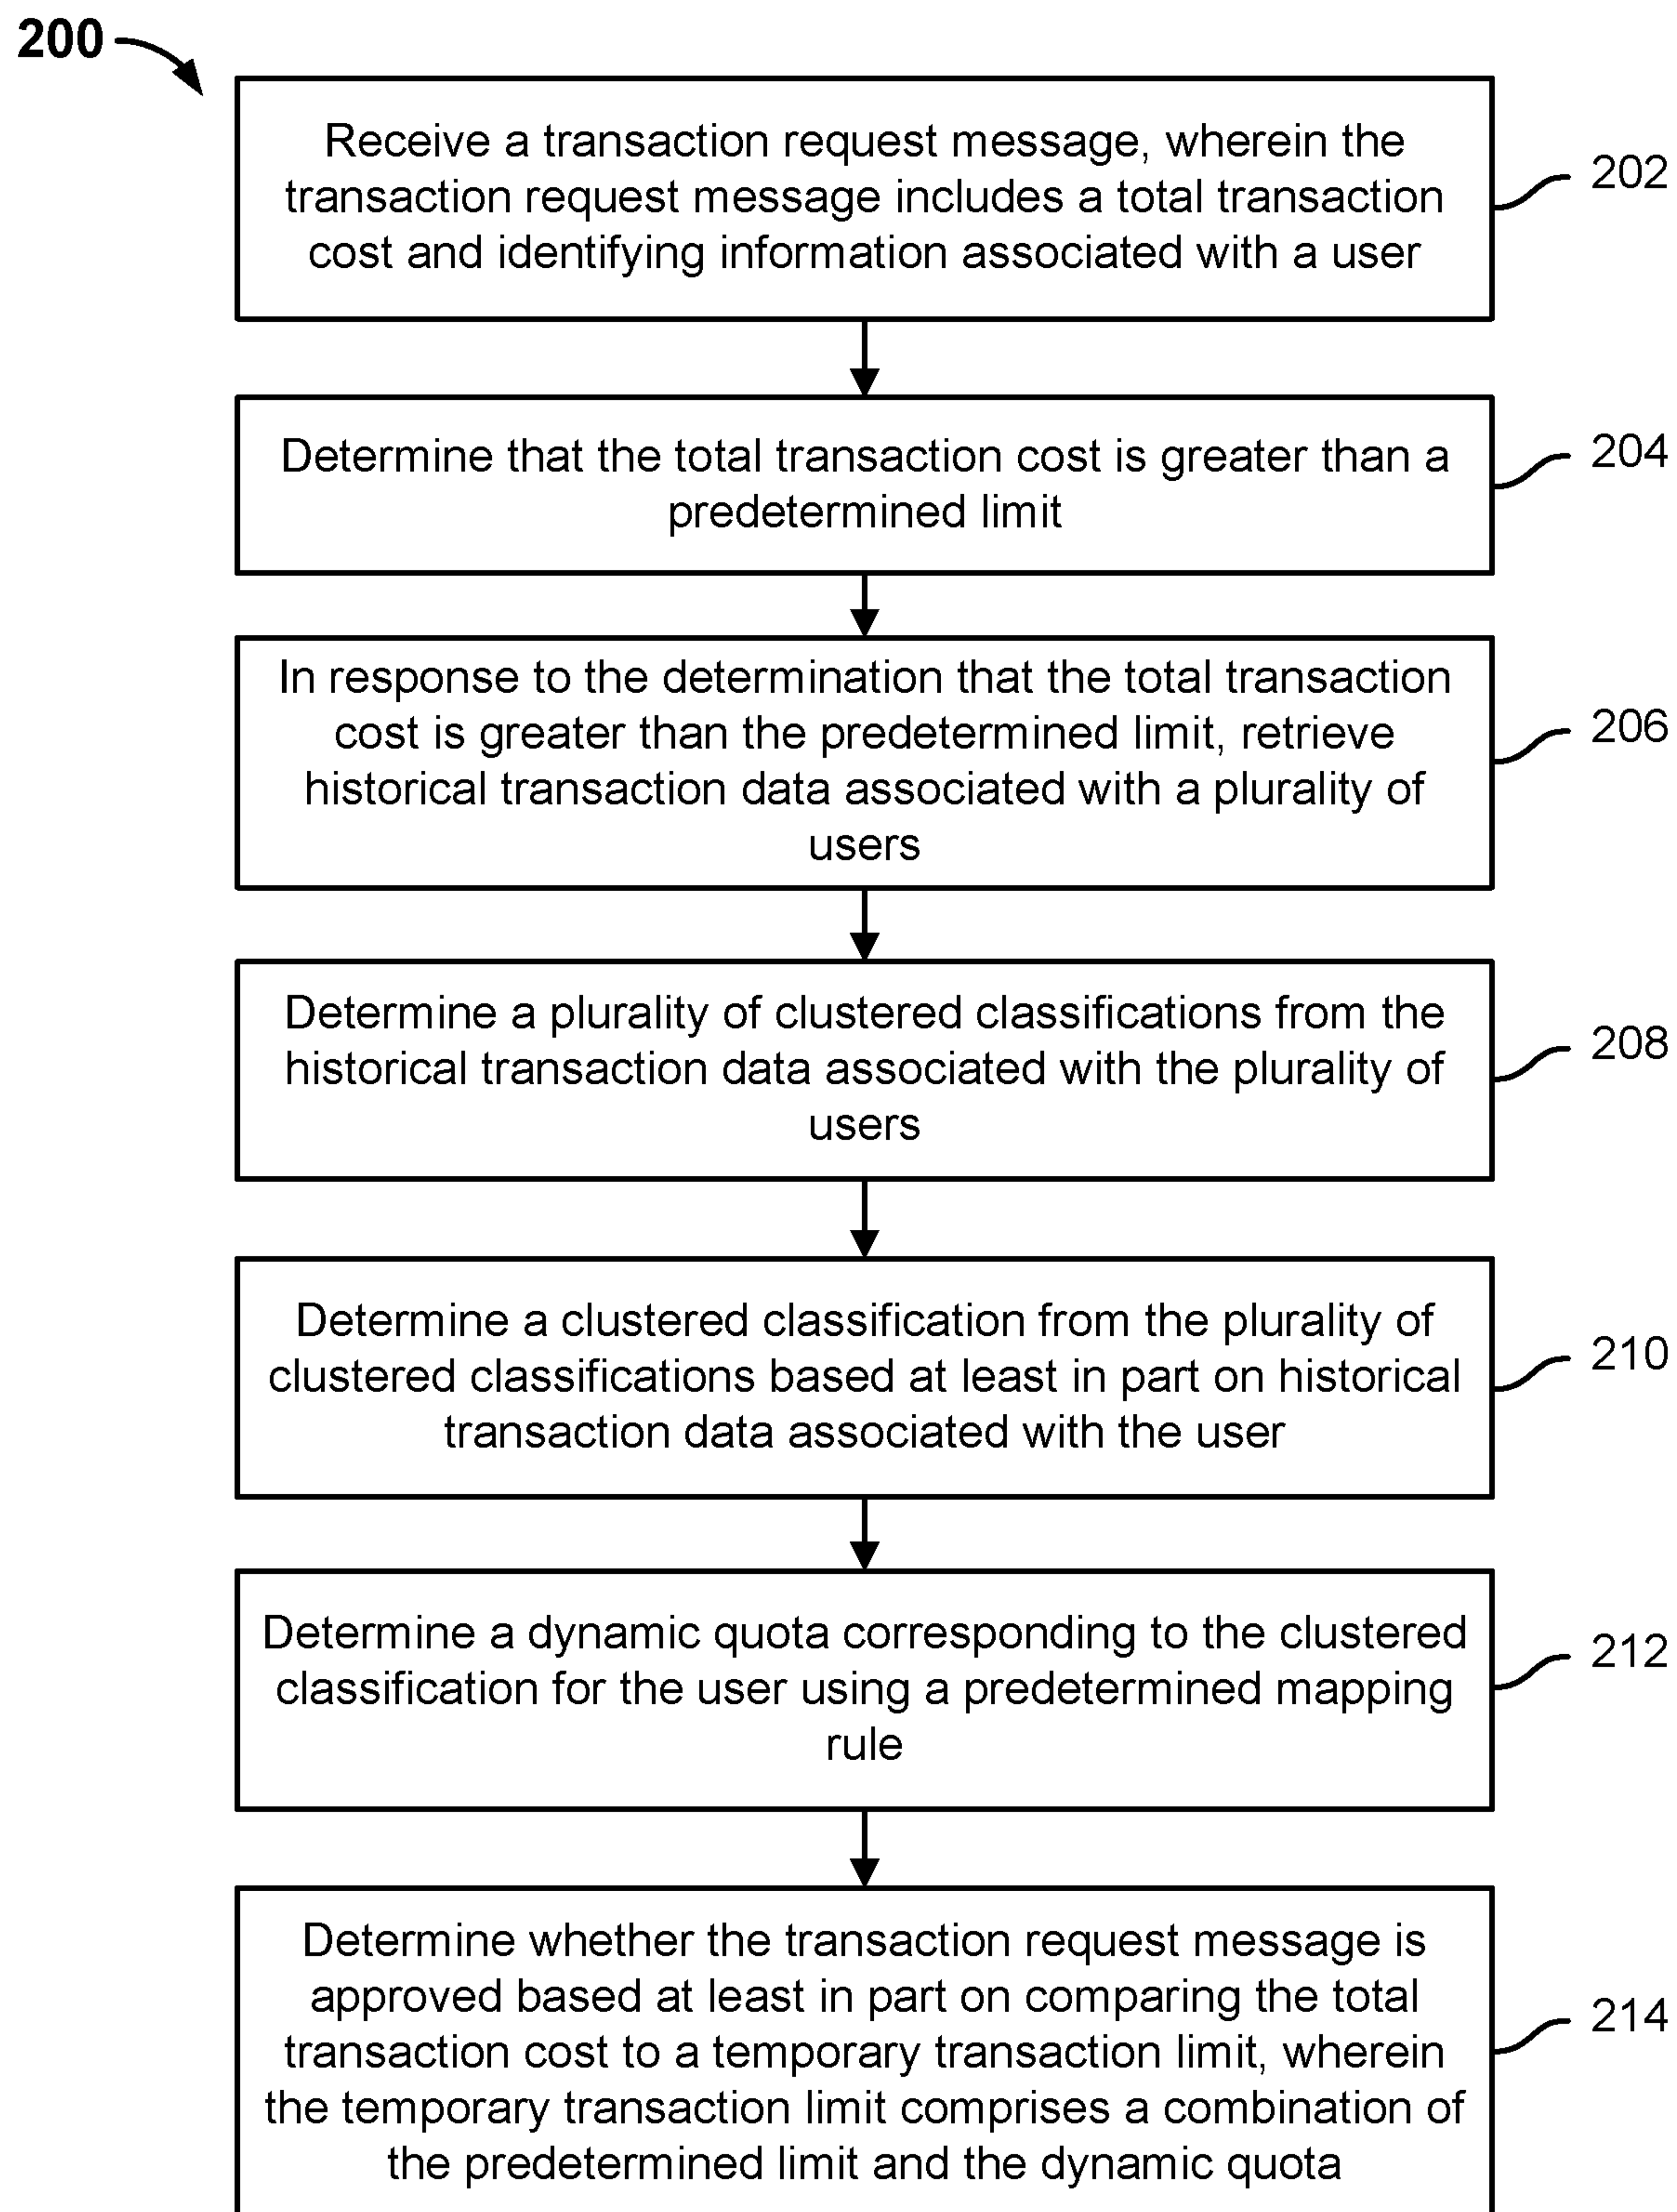 200
Receive a transaction request message, wherein the
transaction request message includes a total transaction
cost and identifying information associated with a user
202
Determine that the total transaction cost is greater than a
predetermined limit
204
In response to the determination that the total transaction
cost is greater than the predetermined limit, retrieve
historical transaction data associated with a plurality of
users
206
Determine a plurality of clustered classifications from the
historical transaction data associated with the plurality of
users
208
Determine a clustered classification from the plurality of
clustered classifications based at least in part on historical
transaction data associated with the user
210
Determine a dynamic quota corresponding to the clustered
classification for the user using a predetermined mapping
rule
212
Determine whether the transaction request message is
approved based at least in part on comparing the total
transaction cost to a temporary transaction limit, wherein
the temporary transaction limit comprises a combination of
the predetermined limit and the dynamic quota
214